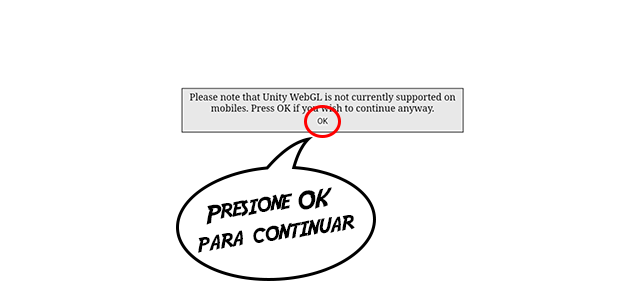 Please note that Unity WebGL is not currently supported on
mobiles. Press OK if you wish to continue anyway.
OK
Presione OK
para continuar